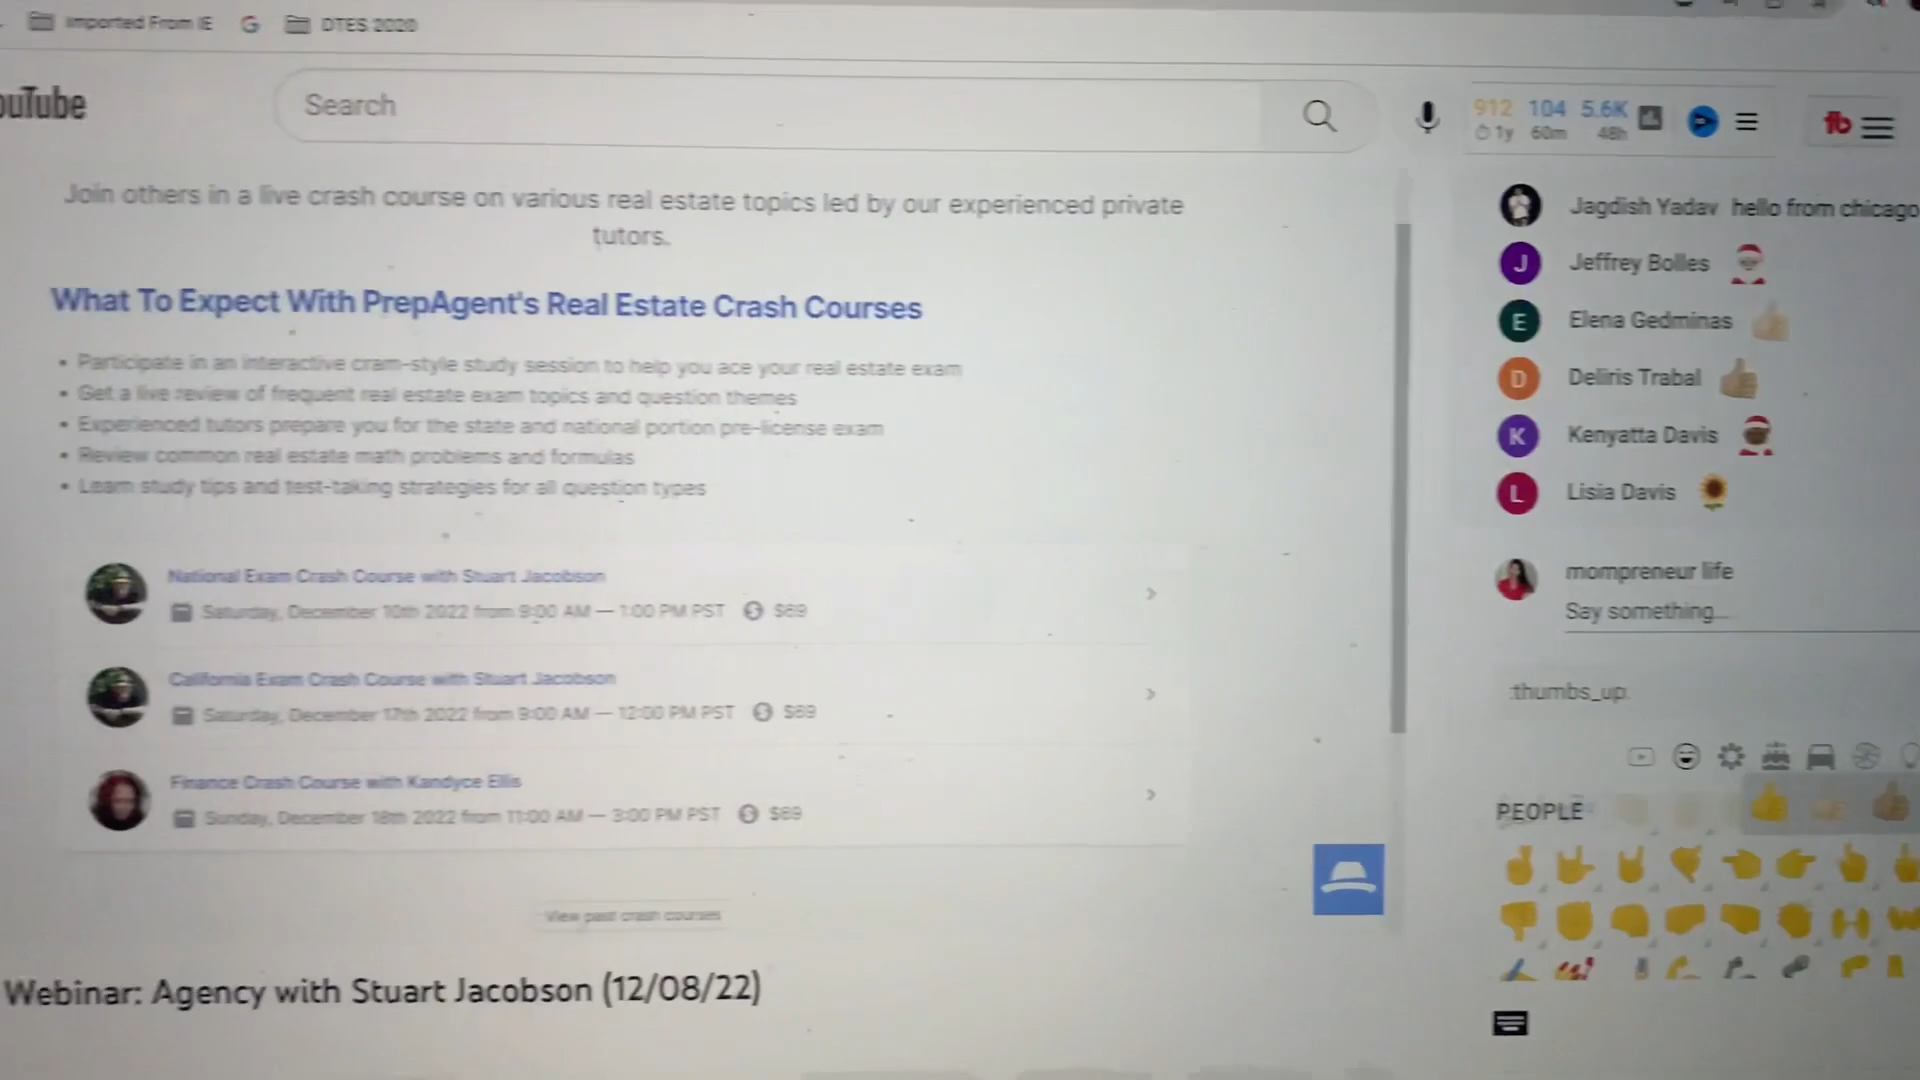 Imported From IE
G
DTES 2020
ouTube
Search
912 104 5.6K
1y 60m 48h
tb
Join others in a live crash course on various real estate topics led by our experienced private
tutors.
What To Expect With PrepAgent's Real Estate Crash Courses
• Participate in an interactive cram-style study session to help you ace your real estate exam
• Get a live review of frequent real estate exam topics and question themes
• Experienced tutors prepare you for the state and national portion pre-license exam
• Review common real estate math problems and formulas
• Learn study tips and test-taking strategies for all question types
National Exam Crash Course with Stuart Jacobson
Saturday, December 10th 2022 from 9:00 AM — 1:00 PM PST $69
California Exam Crash Course with Stuart Jacobson
Saturday, December 17th 2022 from 9:00 AM — 12:00 PM PST $69
Finance Crash Course with Kandyce Ellis
Sunday, December 18th 2022 from 11:00 AM — 3:00 PM PST $69
View past crash courses
Webinar: Agency with Stuart Jacobson (12/08/22)
Jagdish Yadav hello from chicago
J Jeffrey Bolles
E Elena Gedminas
D Deliris Trabal
K Kenyatta Davis
L Lisia Davis
mompreneur life
Say something...
:thumbs_up:
PEOPLE